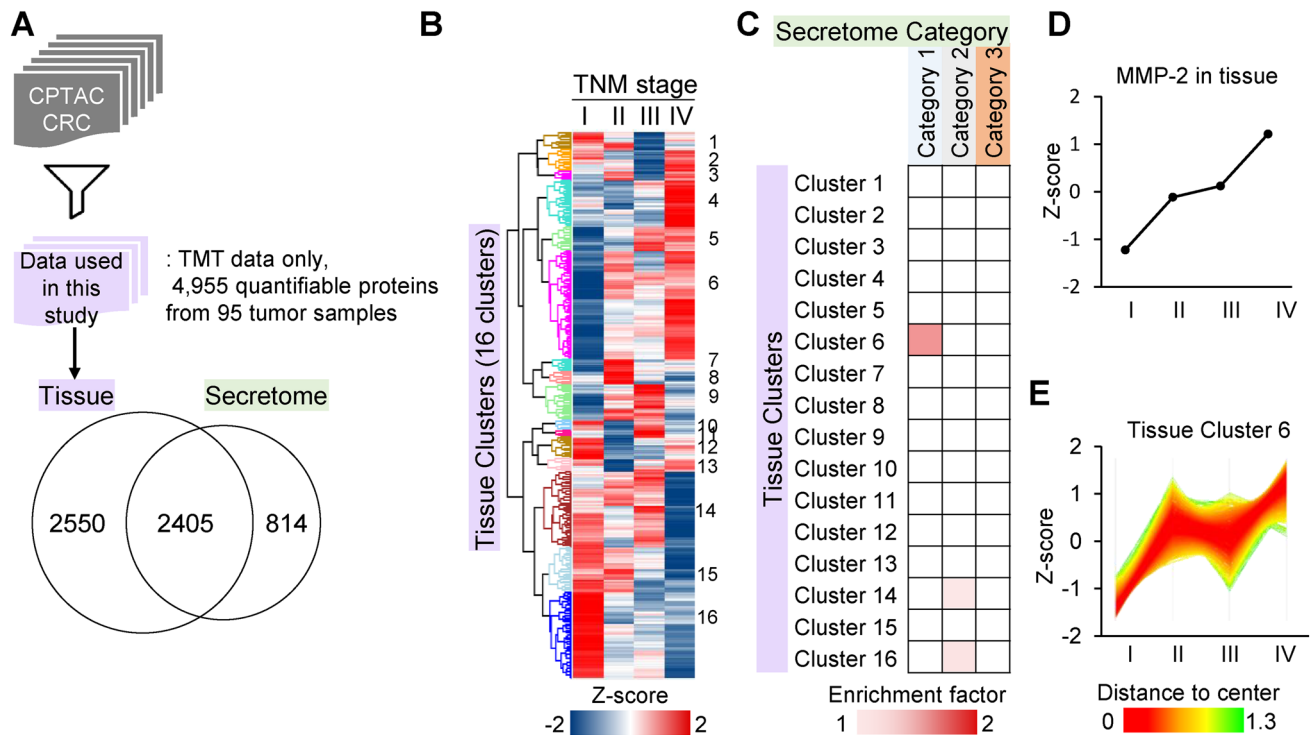 A
CPTAC
CRC
Data used
in this
study
: TMT data only,
4,955 quantifiable proteins
from 95 tumor samples
Tissue
Secretome
2550
2405
814
B
TNM stage
I
II
III
IV
Tissue Clusters (16 clusters)
1
2
3
4
5
6
7
8
9
10
11
12
13
14
15
16
Z-score
-2
2
C
Secretome Category
Category 1
Category 2
Category 3
Tissue Clusters
Cluster 1
Cluster 2
Cluster 3
Cluster 4
Cluster 5
Cluster 6
Cluster 7
Cluster 8
Cluster 9
Cluster 10
Cluster 11
Cluster 12
Cluster 13
Cluster 14
Cluster 15
Cluster 16
Enrichment factor
1
2
D
MMP-2 in tissue
Z-score
2
1
0
-1
-2
I
II
III
IV
E
Tissue Cluster 6
Z-score
2
1
0
-1
-2
I
II
III
IV
Distance to center
0
1.3